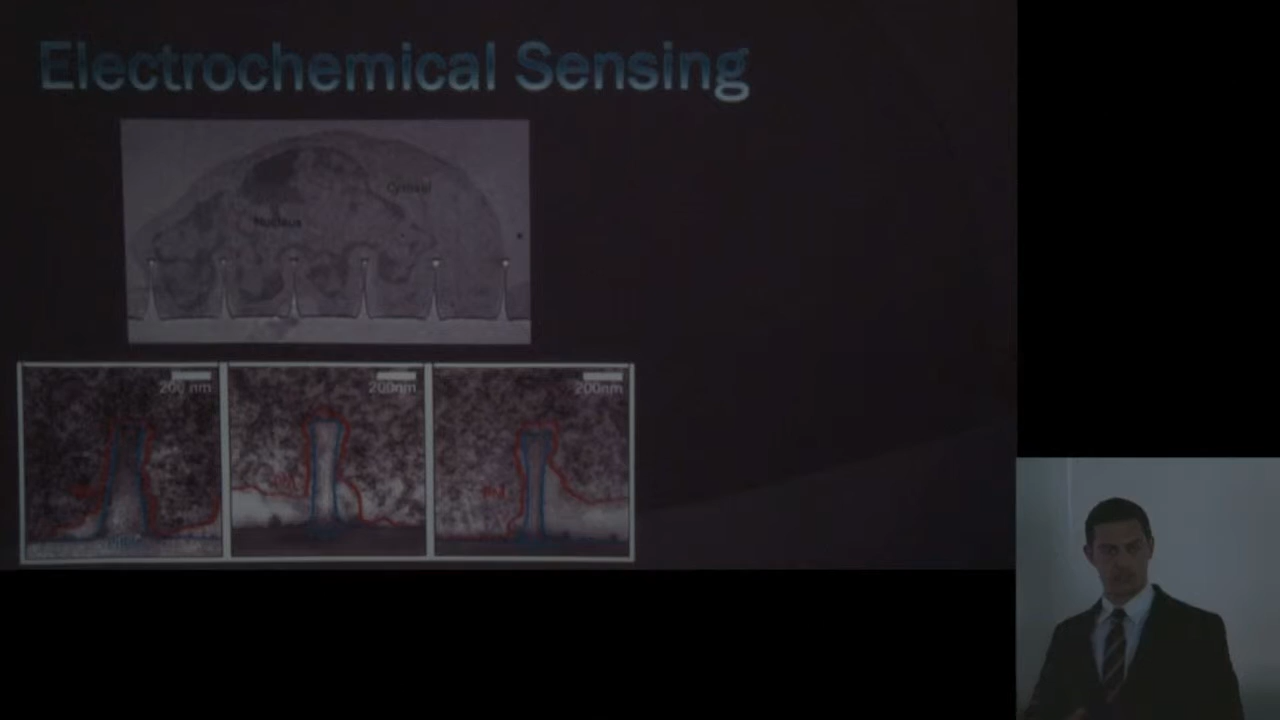 Electrochemical Sensing
Cytosol
Nucleus
200 nm
200nm
200nm